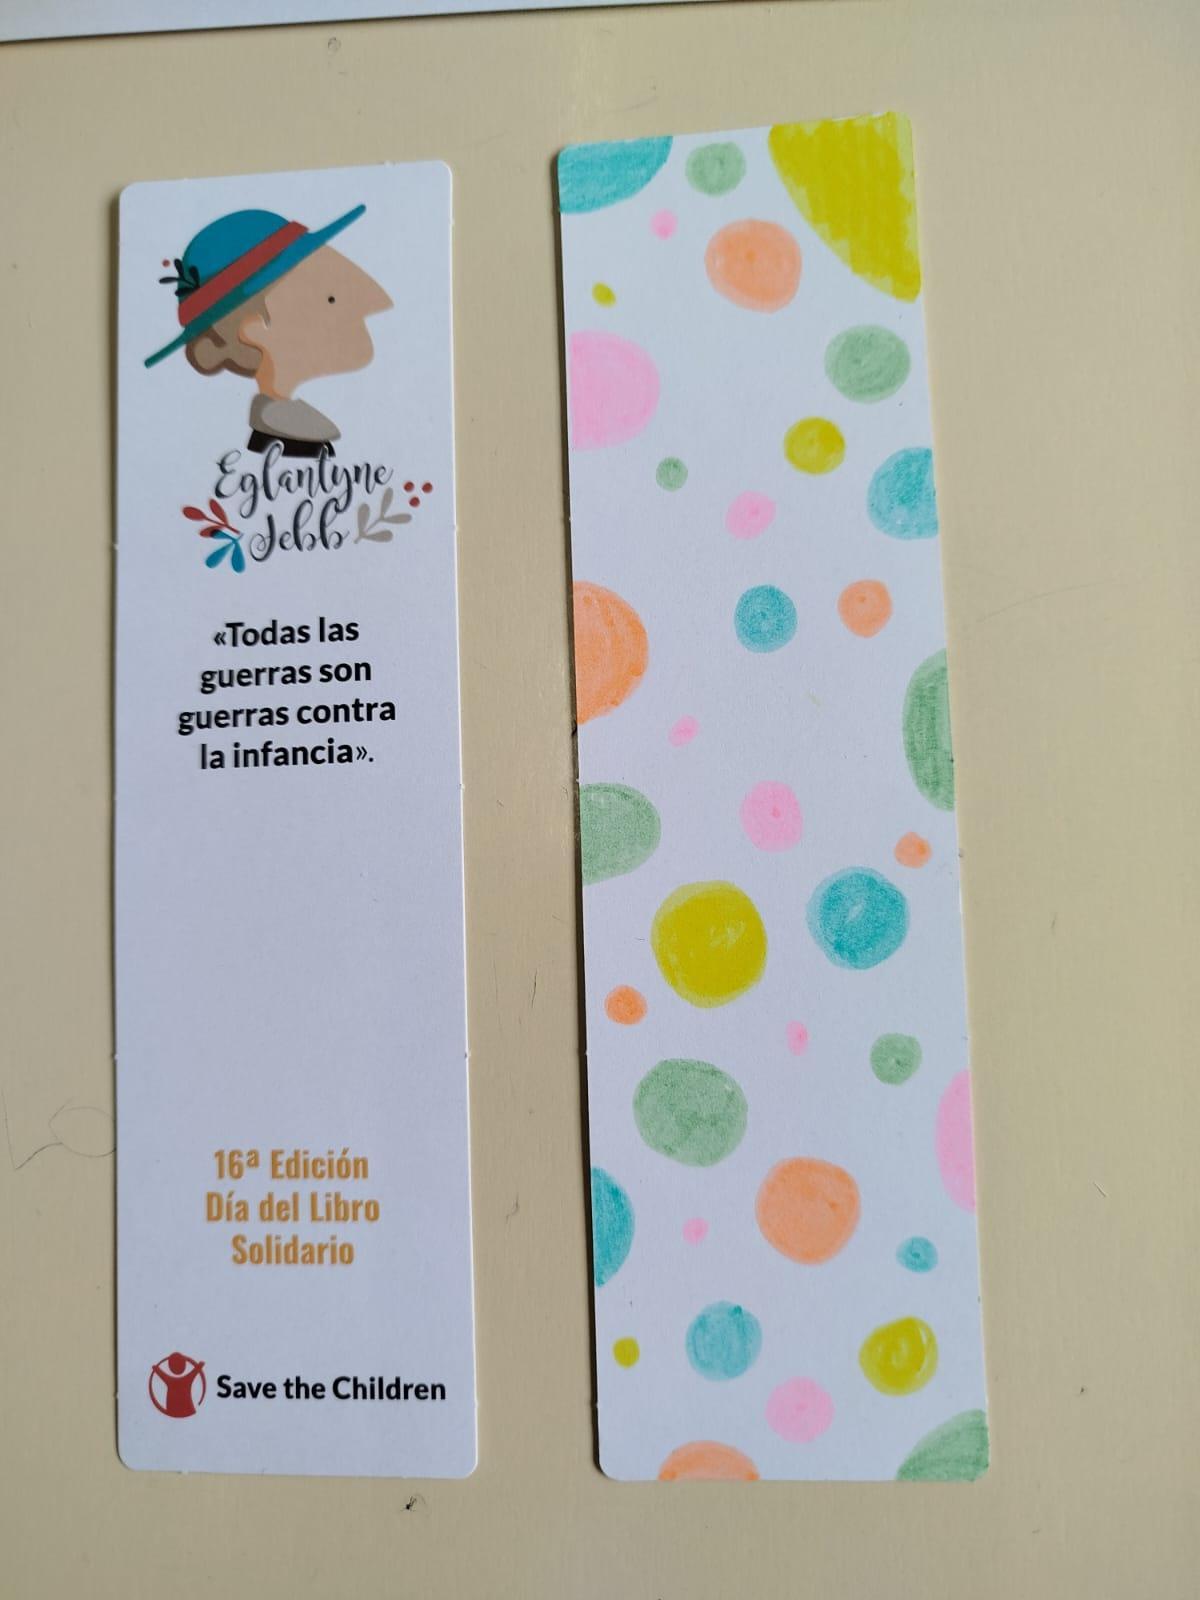 Eglantyne
Jebb
«Todas las
guerras son
guerras contra
la infancia».
16ª Edición
Día del Libro
Solidario
Save the Children